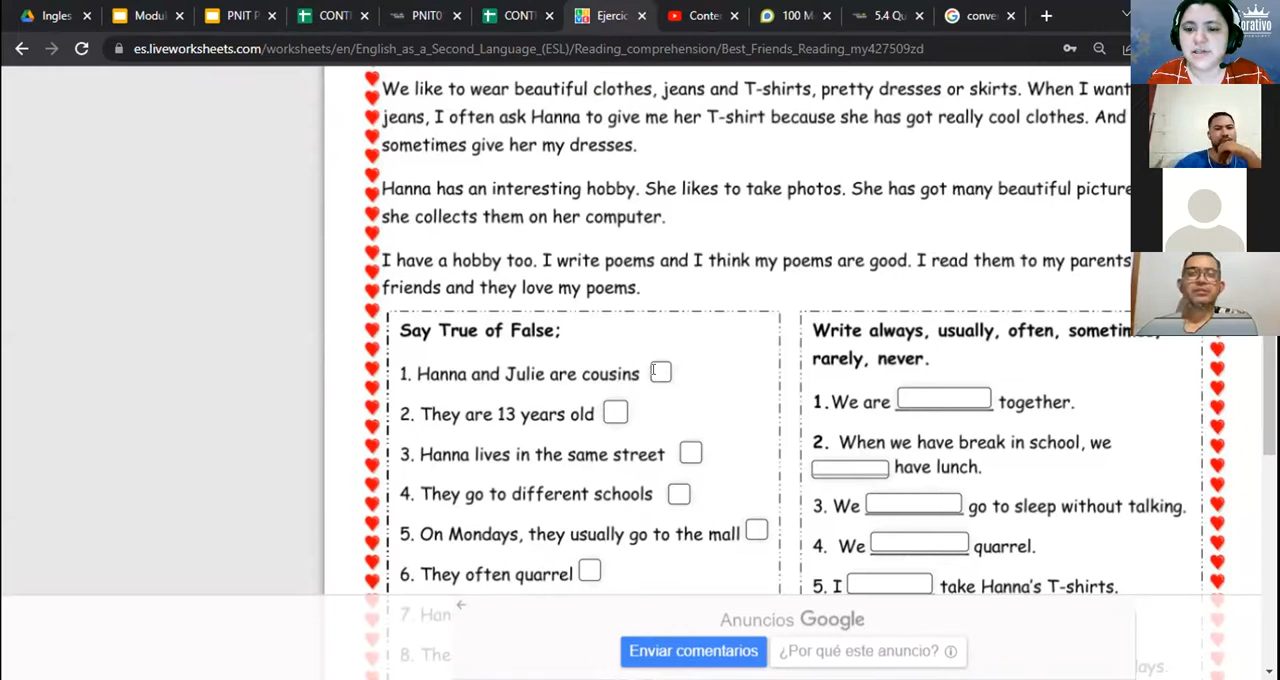 Ingles
Modul
PNIT P
CONTI
PNIT0
CONT
Ejercic
Conter
100 M
5.4 Qu
conve
es.liveworksheets.com/worksheets/en/English_as_a_Second_Language_(ESL)/Reading_comprehension/Best_Friends_Reading_my427509zd
orativo
We like to wear beautiful clothes, jeans and T-shirts, pretty dresses or skirts. When I want
jeans, I often ask Hanna to give me her T-shirt because she has got really cool clothes. And
sometimes give her my dresses.
Hanna has an interesting hobby. She likes to take photos. She has got many beautiful picture
she collects them on her computer.
I have a hobby too. I write poems and I think my poems are good. I read them to my parents
friends and they love my poems.
Say True of False;
1. Hanna and Julie are cousins
2. They are 13 years old
3. Hanna lives in the same street
4. They go to different schools
5. On Mondays, they usually go to the mall
6. They often quarrel
7. Han
8. The
Write always, usually, often, sometim
rarely, never.
1. We are together.
2. When we have break in school, we
have lunch.
3. We go to sleep without talking.
4. We quarrel.
5. I take Hanna's T-shirts.
ays.
Anuncios Google
Enviar comentarios
¿Por qué este anuncio?